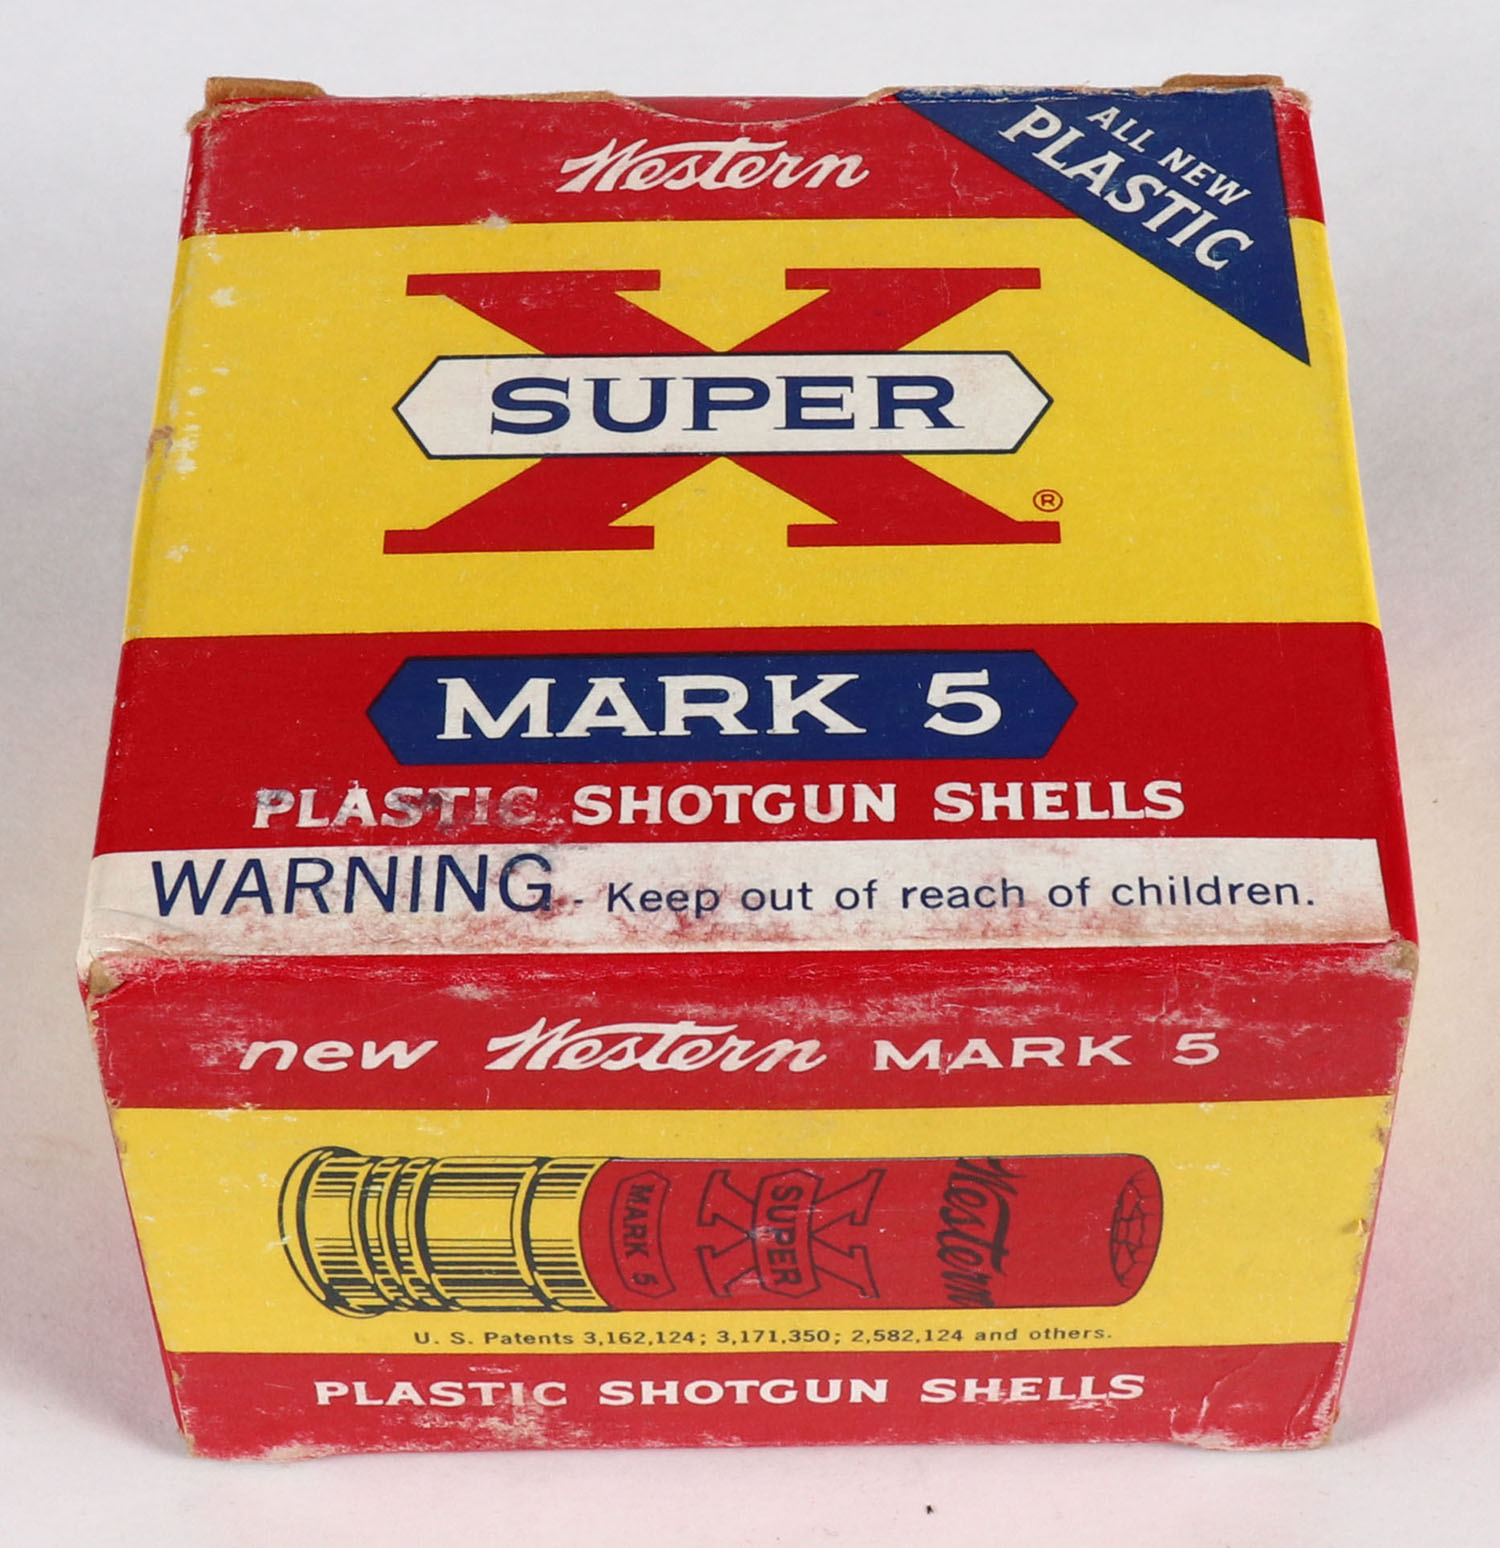 Western
ALL NEW
PLASTIC
X
SUPER
®
MARK 5
PLASTIC SHOTGUN SHELLS
WARNING - Keep out of reach of children.
new Western MARK 5
MARK 5
X
SUPER
Western
U. S. Patents 3,162,124; 3,171,350; 2,582,124 and others.
PLASTIC SHOTGUN SHELLS